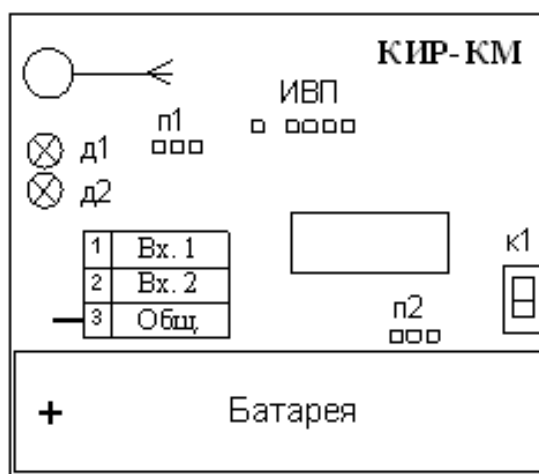 КИР-КМ
ИВП
п1
д1
д2
1 Вх. 1
2 Вх. 2
3 Общ
к1
п2
+ Батарея